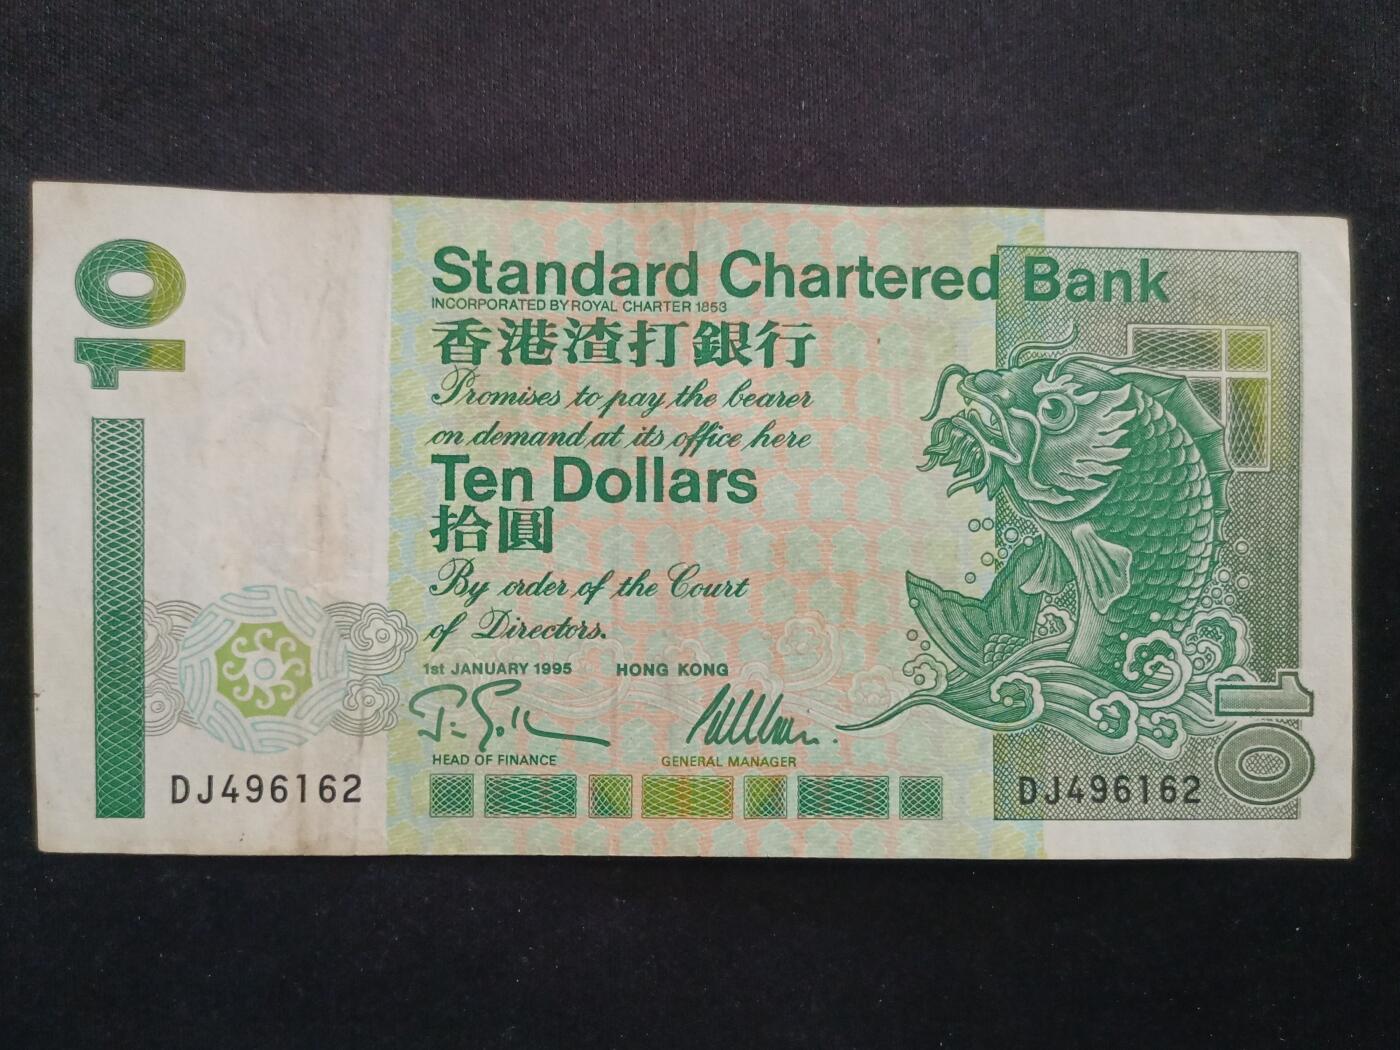 10
Standard Chartered Bank
INCORPORATED BY ROYAL CHARTER 1853
香港渣打銀行
Promises to pay the bearer
on demand at its office here
Ten Dollars
拾圓
By order of the Court
of Directors.
1st JANUARY 1995 HONG KONG
HEAD OF FINANCE GENERAL MANAGER
DJ496162 DJ496162
10